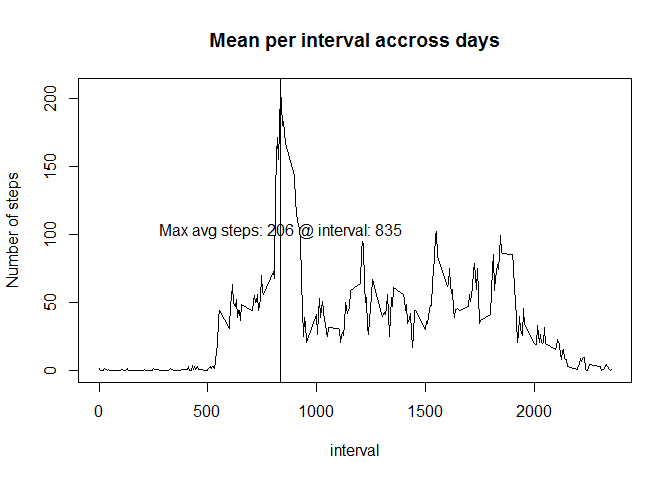 Mean per interval accross days
Number of steps
200
150
100
50
0
Max avg steps: 206 @ interval: 835
0 500 1000 1500 2000
interval